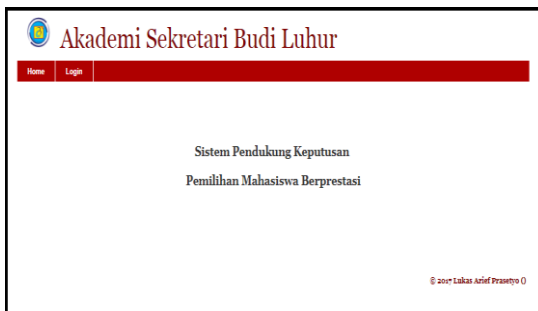 Akademi Sekretari Budi Luhur
Home Login
Sistem Pendukung Keputusan
Pemilihan Mahasiswa Berprestasi
© 2017 Lukas Arief Prasetyo ()